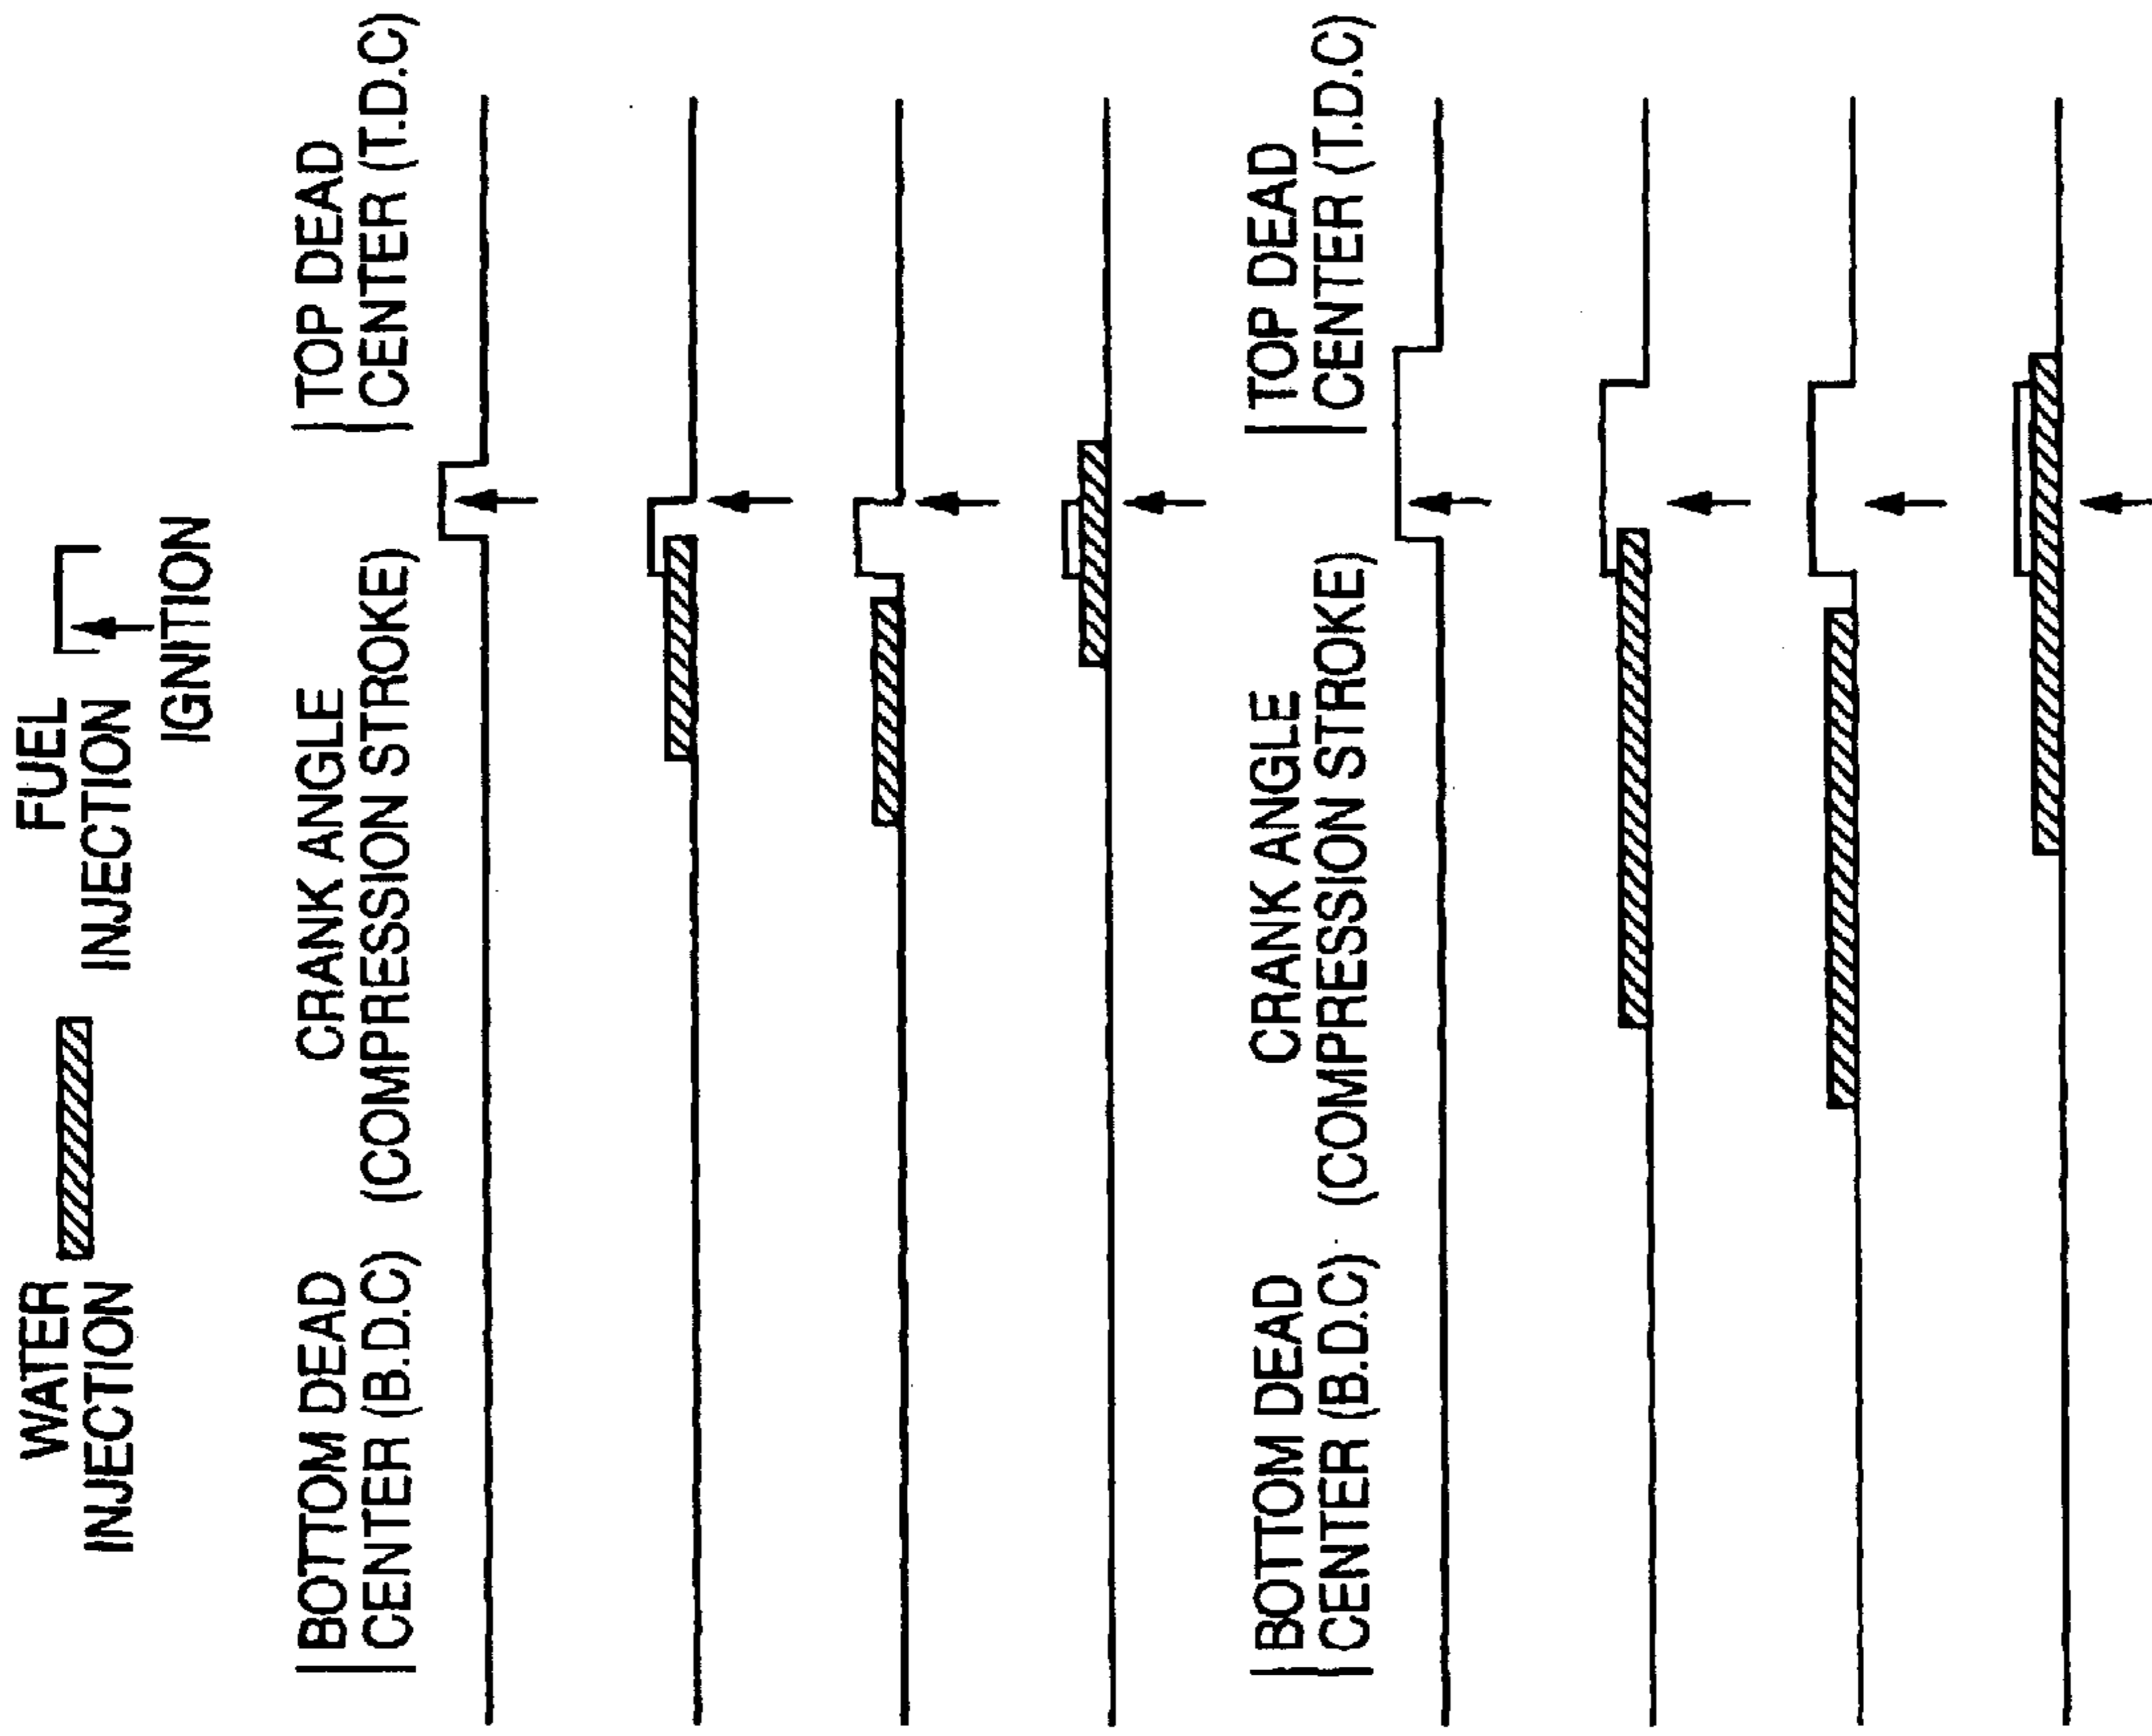 WATER
INJECTION
FUEL
INJECTION
IGNITION
BOTTOM DEAD
CENTER (B.D.C)
CRANK ANGLE
(COMPRESSION STROKE)
TOP DEAD
CENTER (T.D.C)
BOTTOM DEAD
CENTER (B.D.C)
CRANK ANGLE
(COMPRESSION STROKE)
TOP DEAD
CENTER (T.D.C)